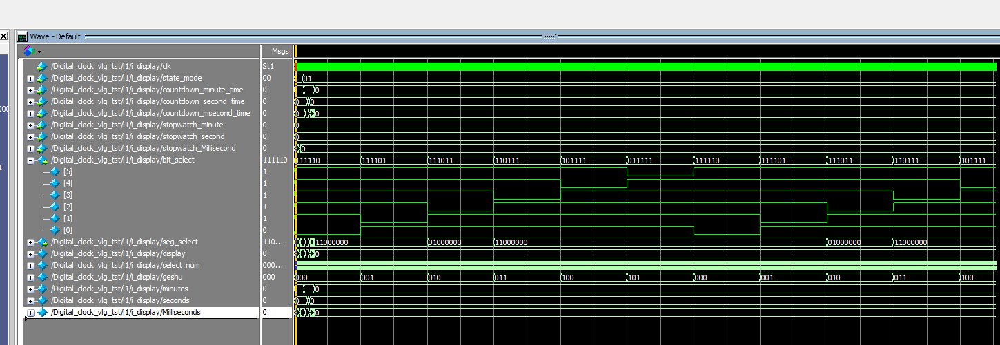 Wave - Default
Msgs
/Digital_clock_vlg_tst/i1/i_display/clk St1
/Digital_clock_vlg_tst/i1/i_display/state_mode 00 01
/Digital_clock_vlg_tst/i1/i_display/countdown_minute_time 0 0
/Digital_clock_vlg_tst/i1/i_display/countdown_second_time 0 0 0
/Digital_clock_vlg_tst/i1/i_display/countdown_msecond_time 0 0 0
/Digital_clock_vlg_tst/i1/i_display/stopwatch_minute 0 0
/Digital_clock_vlg_tst/i1/i_display/stopwatch_second 0 0
/Digital_clock_vlg_tst/i1/i_display/stopwatch_Millisecond 0 0
/Digital_clock_vlg_tst/i1/i_display/bit_select 111110 111110 111101 111011 110111 101111 011111 111110 111101 111011 110111 101111
[5] 1
[4] 1
[3] 1
[2] 1
[1] 1
[0] 0
/Digital_clock_vlg_tst/i1/i_display/seg_select 110... 11000000 01000000 11000000 01000000 11000000
/Digital_clock_vlg_tst/i1/i_display/display 0 0
/Digital_clock_vlg_tst/i1/i_display/select_num 000...
/Digital_clock_vlg_tst/i1/i_display/geshu 000 000 001 010 011 100 101 000 001 010 011 100
/Digital_clock_vlg_tst/i1/i_display/minutes 0 0
/Digital_clock_vlg_tst/i1/i_display/seconds 0 0 0
/Digital_clock_vlg_tst/i1/i_display/Milliseconds 0 0